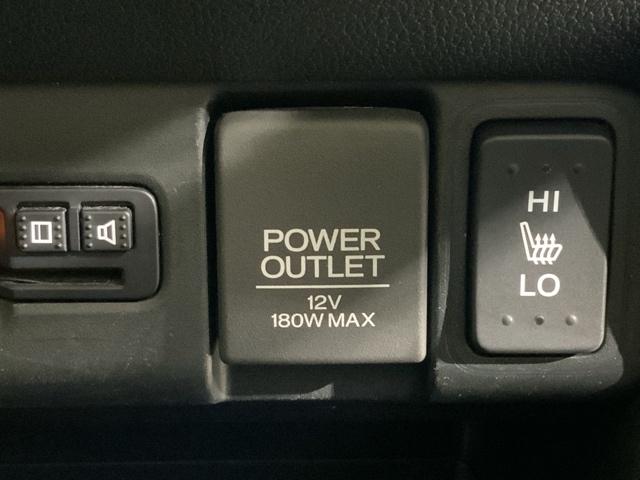 POWER
OUTLET
12V
180W MAX
HI
LO